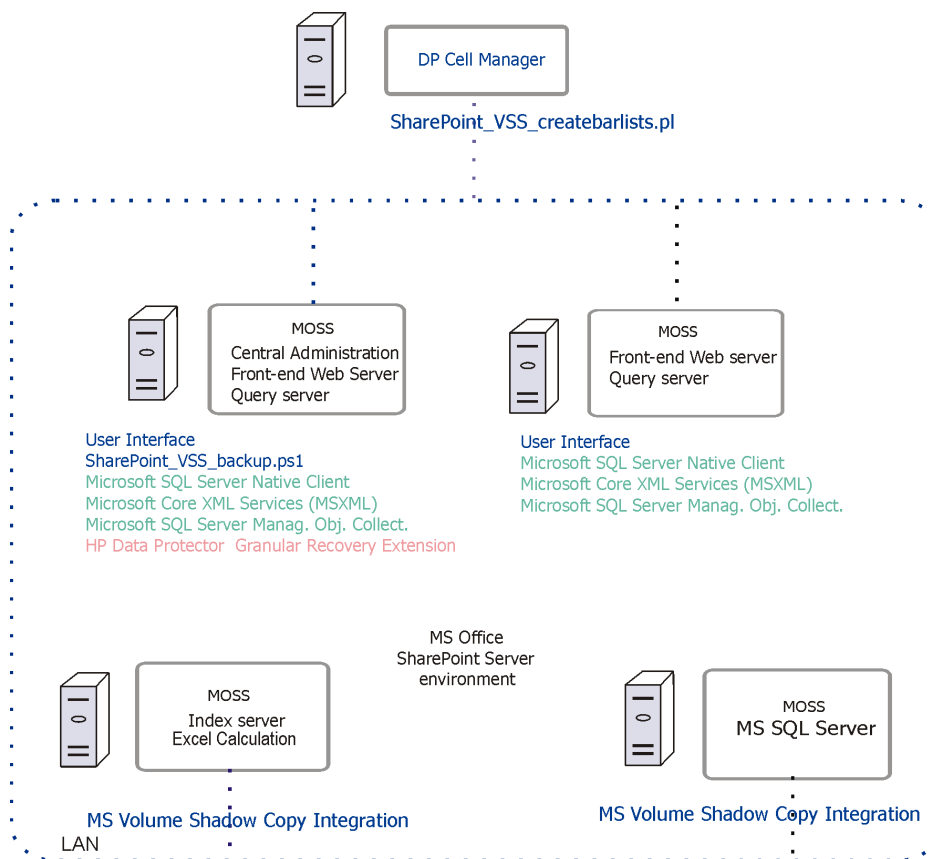 DP Cell Manager
SharePoint_VSS_createbarlists.pl
MOSS
Central Administration
Front-end Web Server
Query server
MOSS
Front-end Web server
Query server
User Interface
SharePoint_VSS_backup.ps1
Microsoft SQL Server Native Client
Microsoft Core XML Services (MSXML)
Microsoft SQL Server Manag. Obj. Collect.
HP Data Protector  Granular Recovery Extension
User Interface
Microsoft SQL Server Native Client
Microsoft Core XML Services (MSXML)
Microsoft SQL Server Manag. Obj. Collect.
MS Office
SharePoint Server
environment
MOSS
Index server
Excel Calculation
MOSS
MS SQL Server
MS Volume Shadow Copy Integration
MS Volume Shadow Copy Integration
LAN